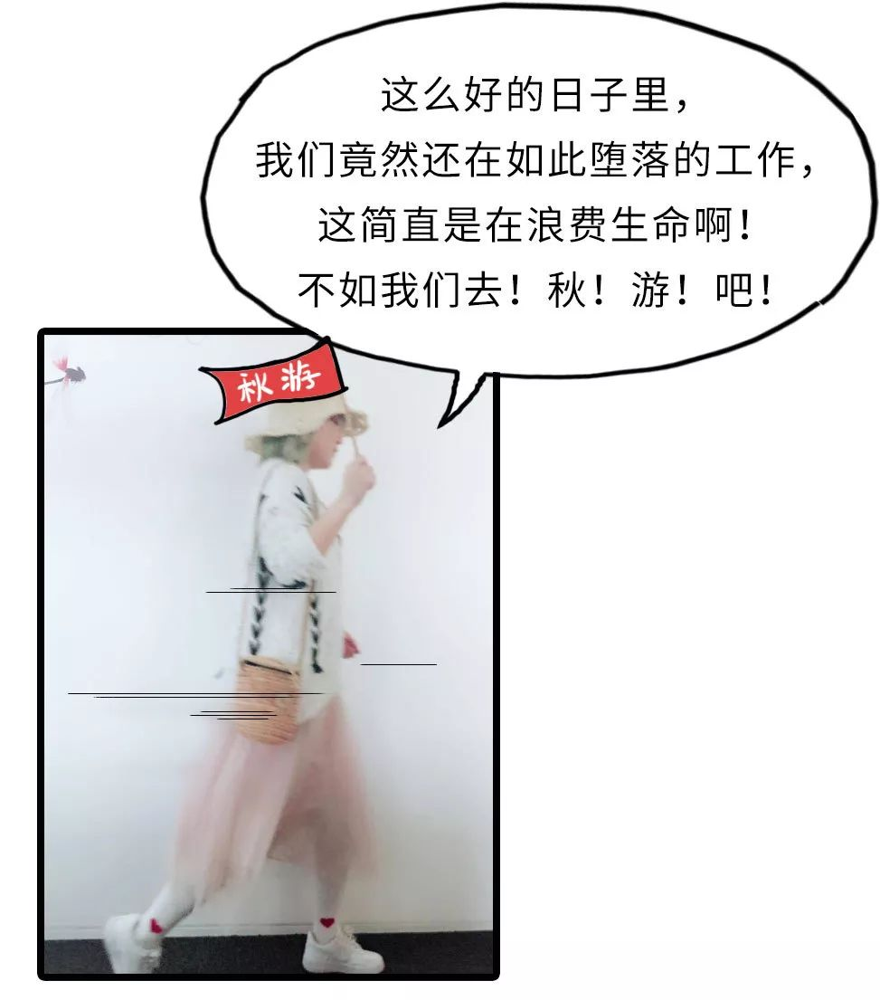 这么好的日子里，
我们竟然还在如此堕落的工作，
这简直是在浪费生命啊！
不如我们去！秋！游！吧！
秋游